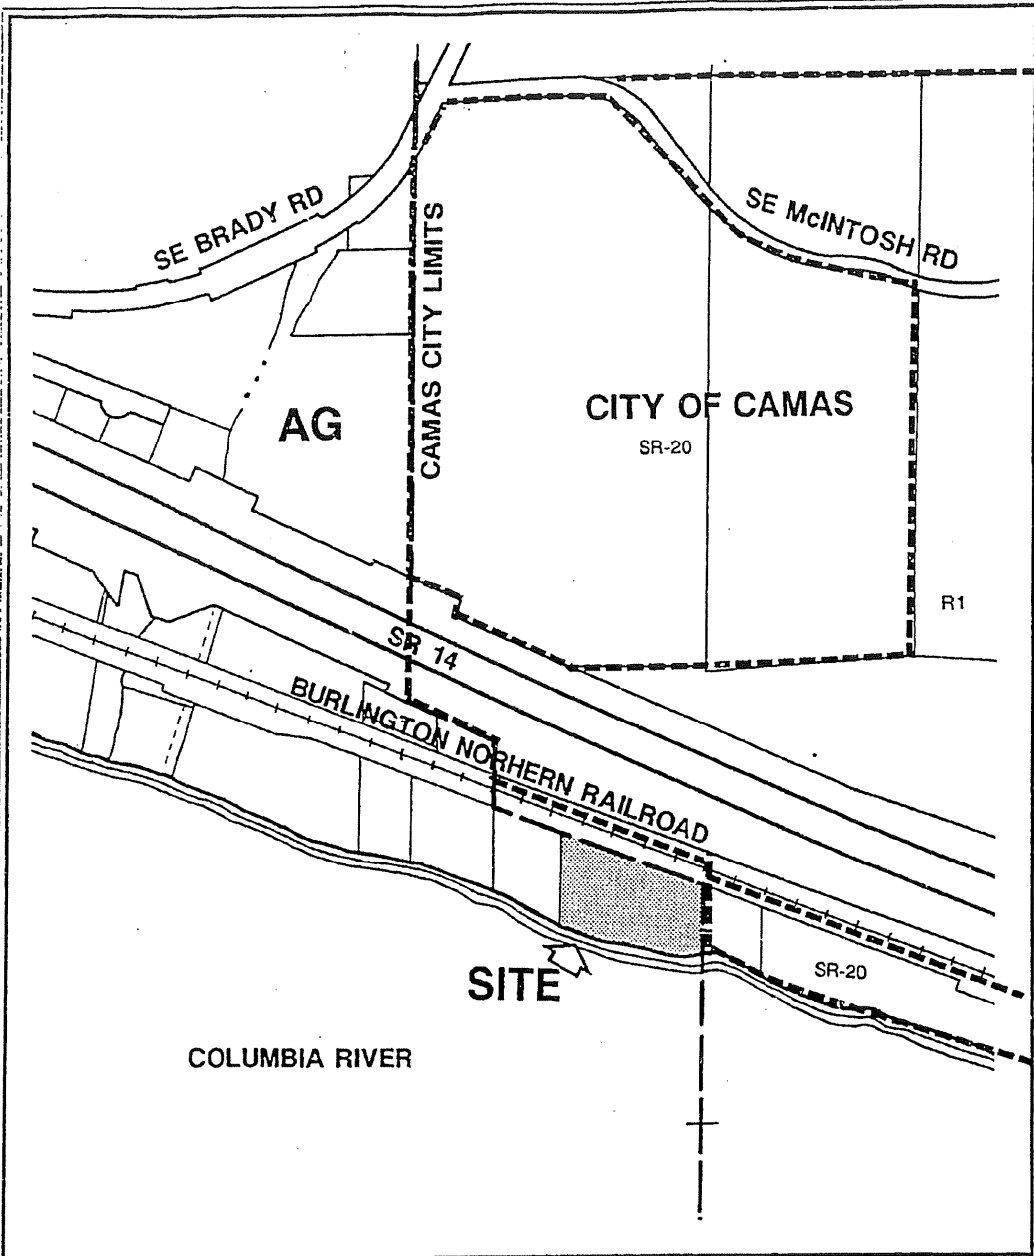 SE BRADY RD
SE McINTOSH RD
CAMAS CITY LIMITS
AG
CITY OF CAMAS
SR-20
R1
SR 14
BURLINGTON NORHERN RAILROAD
SITE
SR-20
COLUMBIA RIVER